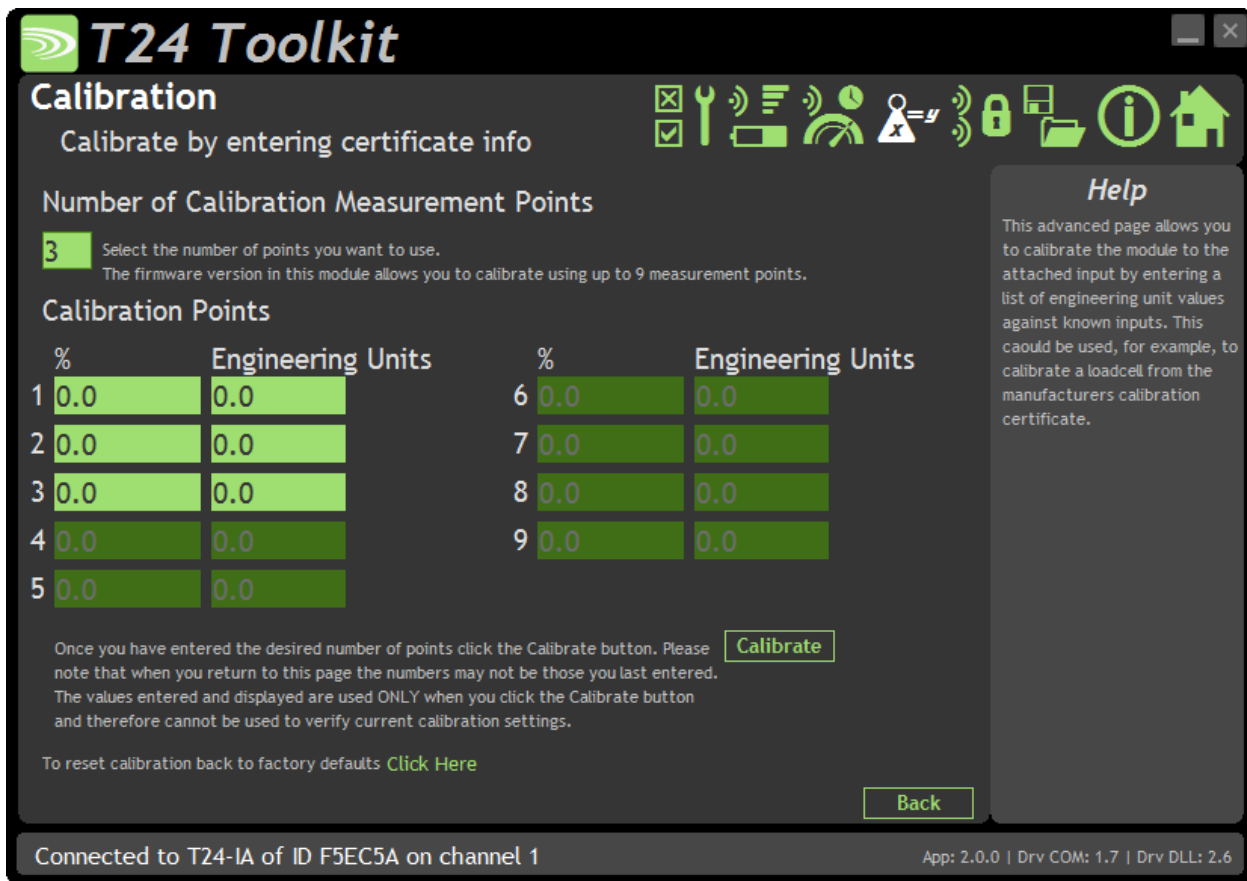 T24 Toolkit
Calibration
Calibrate by entering certificate info
x=y
Number of Calibration Measurement Points
3
Select the number of points you want to use.
The firmware version in this module allows you to calibrate using up to 9 measurement points.
Calibration Points
% Engineering Units % Engineering Units
1 0.0 0.0 6 0.0 0.0
2 0.0 0.0 7 0.0 0.0
3 0.0 0.0 8 0.0 0.0
4 0.0 0.0 9 0.0 0.0
5 0.0 0.0
Once you have entered the desired number of points click the Calibrate button. Please
note that when you return to this page the numbers may not be those you last entered.
The values entered and displayed are used ONLY when you click the Calibrate button
and therefore cannot be used to verify current calibration settings.
Calibrate
To reset calibration back to factory defaults Click Here
Back
Help
This advanced page allows you
to calibrate the module to the
attached input by entering a
list of engineering unit values
against known inputs. This
caould be used, for example, to
calibrate a loadcell from the
manufacturers calibration
certificate.
Connected to T24-IA of ID F5EC5A on channel 1
App: 2.0.0 | Drv COM: 1.7 | Drv DLL: 2.6